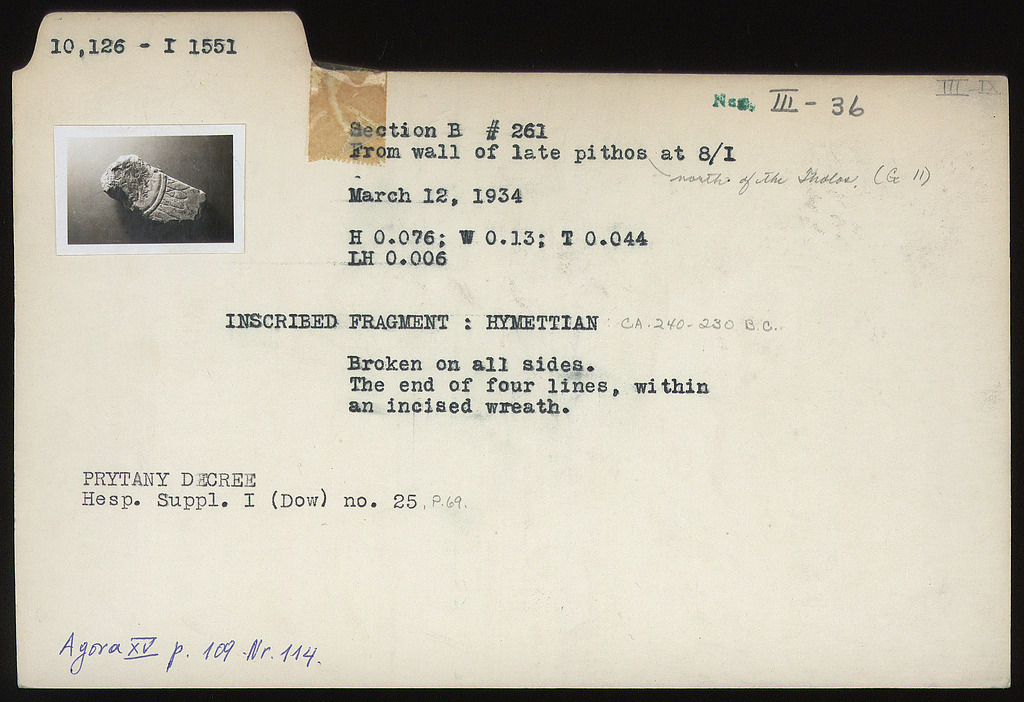 10,126 - I 1551
III-IX
Neg. III - 36
Section B # 261
From wall of late pithos at 8/I
north of the Tholos. (G 11)
March 12, 1934
H 0.076; W 0.13; T 0.044
LH 0.006
INSCRIBED FRAGMENT : HYMETTIAN CA. 240-230 B.C.
Broken on all sides.
The end of four lines, within
an incised wreath.
PRYTANY DECREE
Hesp. Suppl. I (Dow) no. 25, P.69.
Agora XV p. 109 Nr. 114.